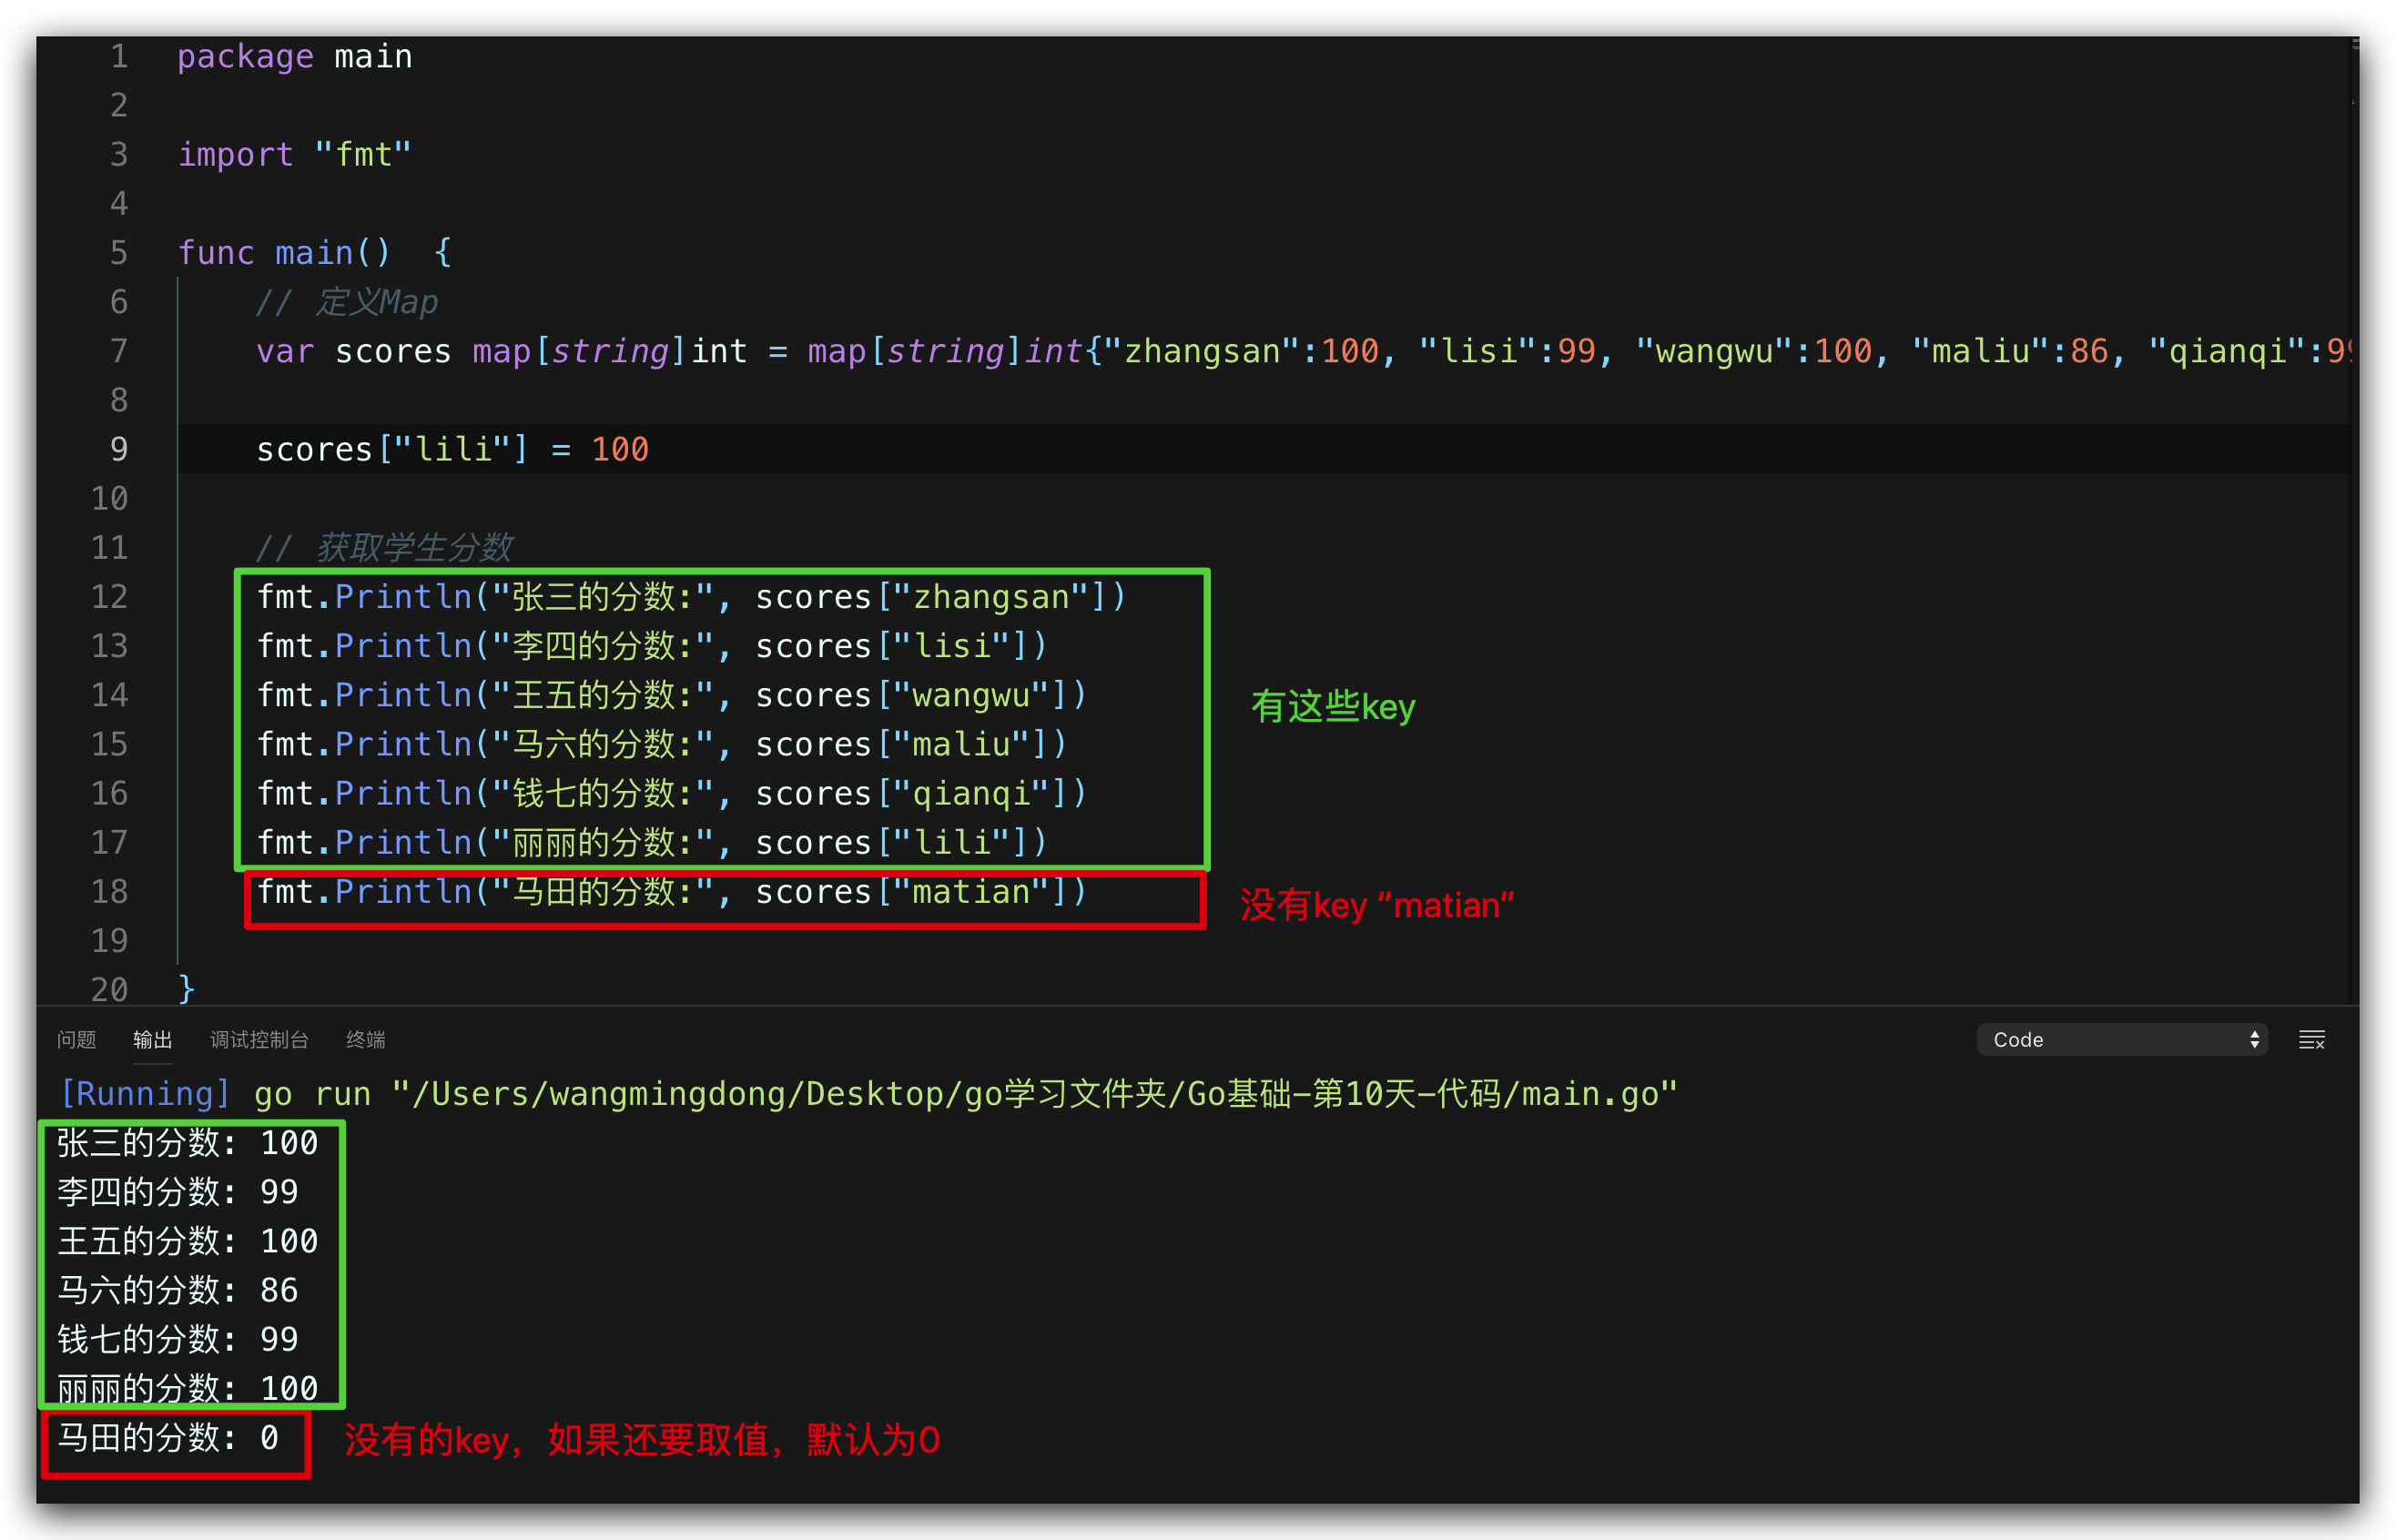 1 package main
2
3 import "fmt"
4
5 func main()  {
6 // 定义Map
7 var scores map[string]int = map[string]int{"zhangsan":100, "lisi":99, "wangwu":100, "maliu":86, "qianqi":99
8
9 scores["lili"] = 100
10
11 // 获取学生分数
12 fmt.Println("张三的分数:", scores["zhangsan"])
13 fmt.Println("李四的分数:", scores["lisi"])
14 fmt.Println("王五的分数:", scores["wangwu"])
有这些key
15 fmt.Println("马六的分数:", scores["maliu"])
16 fmt.Println("钱七的分数:", scores["qianqi"])
17 fmt.Println("丽丽的分数:", scores["lili"])
18 fmt.Println("马田的分数:", scores["matian"])
没有key “matian”
19
20 }
问题 输出 调试控制台 终端 Code
[Running] go run "/Users/wangmingdong/Desktop/go学习文件夹/Go基础-第10天-代码/main.go"
张三的分数: 100
李四的分数: 99
王五的分数: 100
马六的分数: 86
钱七的分数: 99
丽丽的分数: 100
马田的分数: 0
没有的key，如果还要取值，默认为0